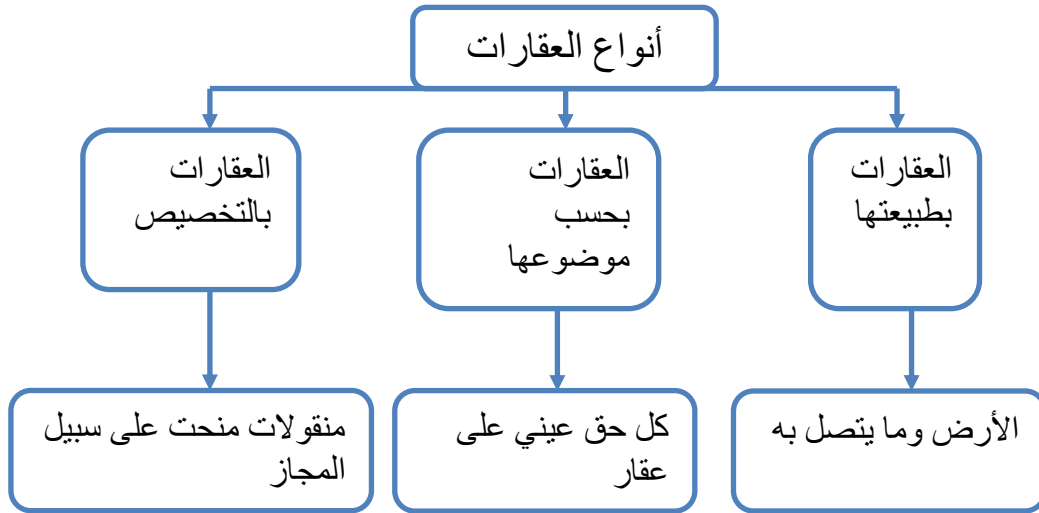 أنواع العقارات
العقارات
بطبيعتها
العقارات
بحسب
موضوعها
العقارات
بالتخصيص
الأرض وما يتصل به
كل حق عيني على
عقار
منقولات منحت على سبيل
المجاز